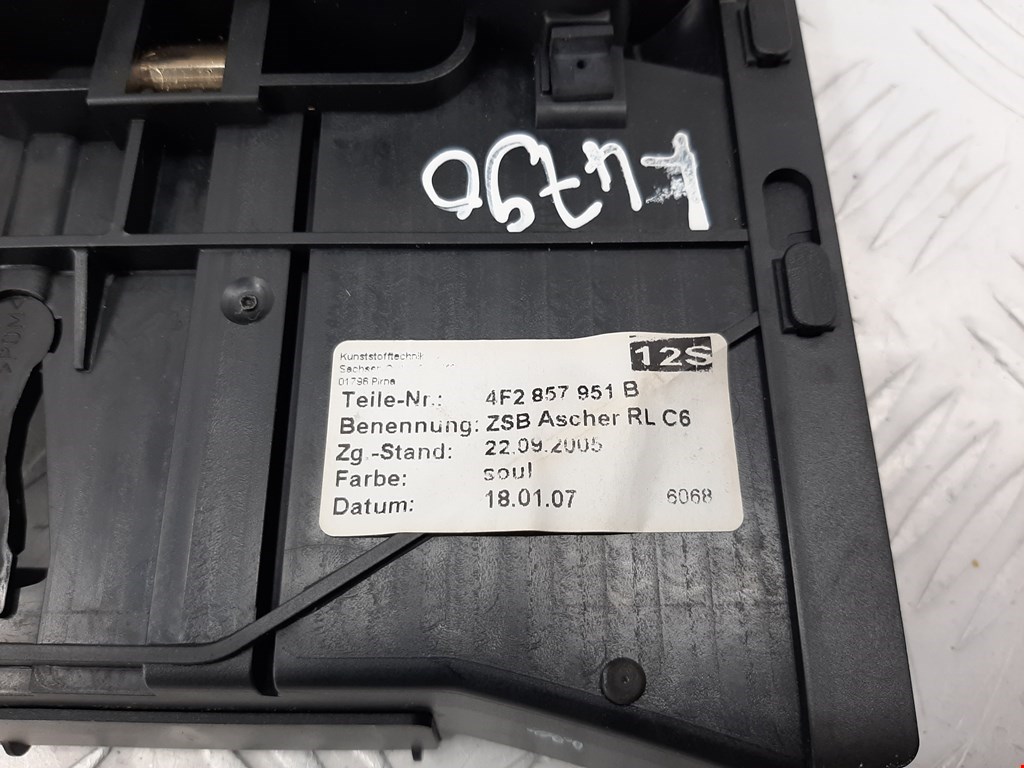 Kunststofftechnik
01796 Pirna
12S
Teile-Nr.: 4F2 857 951 B
Benennung: ZSB Ascher RL C6
Zg.-Stand: 22.09.2005
Farbe: soul
Datum: 18.01.07 6068